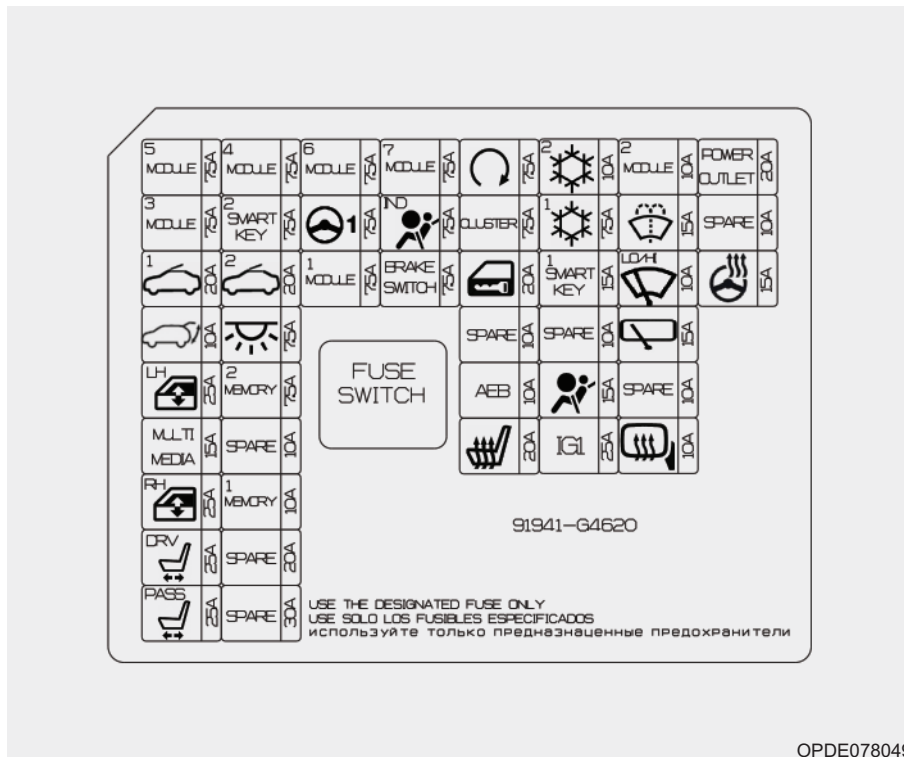 5 MODULE 7.5A
4 MODULE 7.5A
6 MODULE 7.5A
7 MODULE 7.5A
7.5A
2 10A
2 MODULE 10A
POWER
OUTLET 20A
3 MODULE 7.5A
2 SMART
KEY 7.5A
1 7.5A
IND 7.5A
CLUSTER 7.5A
1 7.5A
15A
SPARE 10A
1 20A
2 20A
1 MODULE 7.5A
BRAKE
SWITCH 7.5A
20A
1 SMART
KEY 15A
LO/HI 10A
15A
10A
7.5A
SPARE 10A
SPARE 10A
15A
LH 25A
2 MEMORY 7.5A
FUSE
SWITCH
AEB 10A
15A
SPARE 10A
MULTI
MEDIA 15A
SPARE 10A
20A
IG1 25A
10A
RH 25A
1 MEMORY 10A
91941-G4620
DRV 25A
SPARE 20A
PASS 25A
SPARE 30A
USE THE DESIGNATED FUSE ONLY
USE SOLO LOS FUSIBLES ESPECIFICADOS
используйте только предназнаценные предохранители
OPDE078049